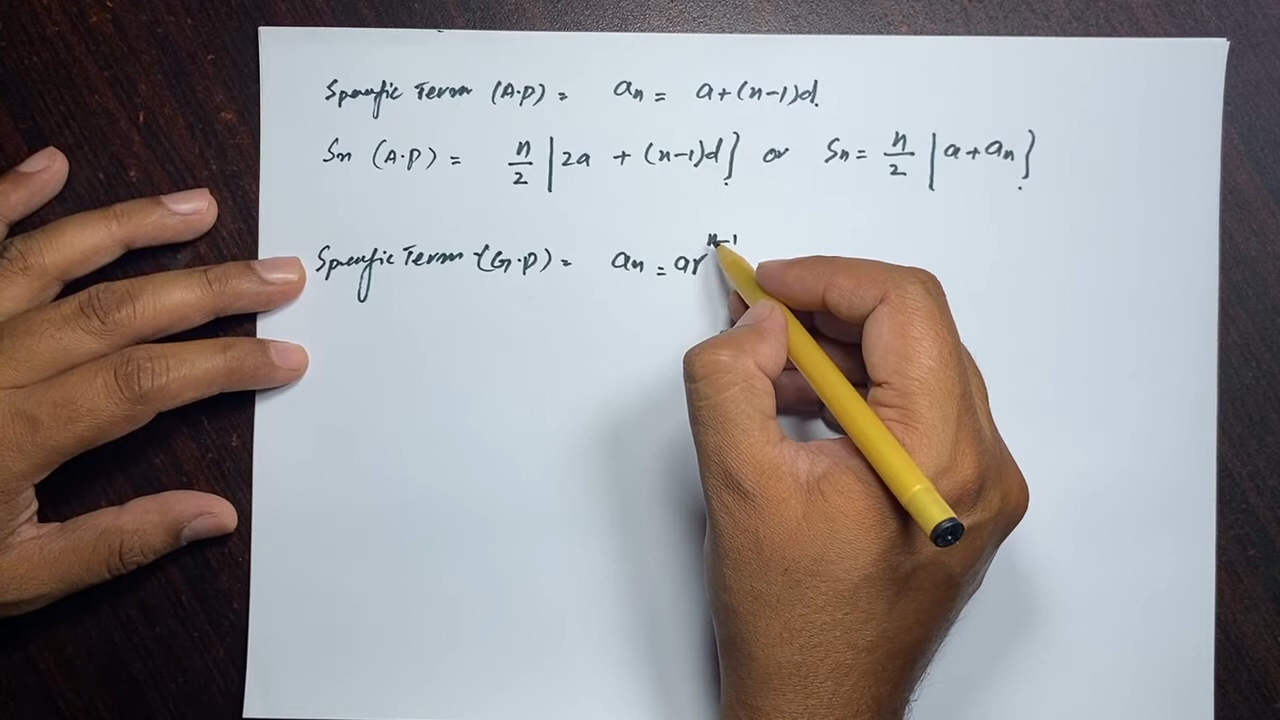 Specific Term (A.P) = an = a+(n-1)d.
Sn (A.P) = n/2 [2a + (n-1)d} or Sn = n/2 [a+an}
Specific Term (G.P) = an = ar^n-1